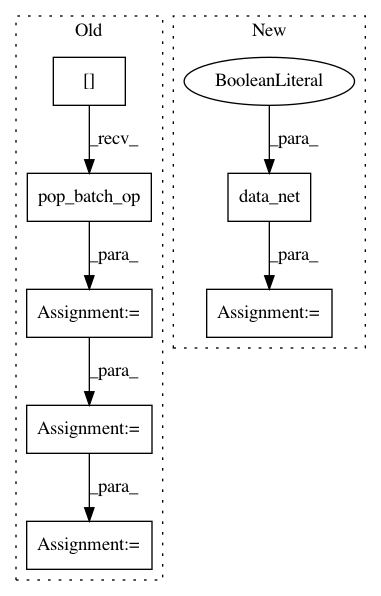 Old
[]
_recv_
pop_batch_op
_para_
Assignment:=
_para_
Assignment:=
_para_
Assignment:=
New
BooleanLiteral
_para_
data_net
_para_
Assignment:=